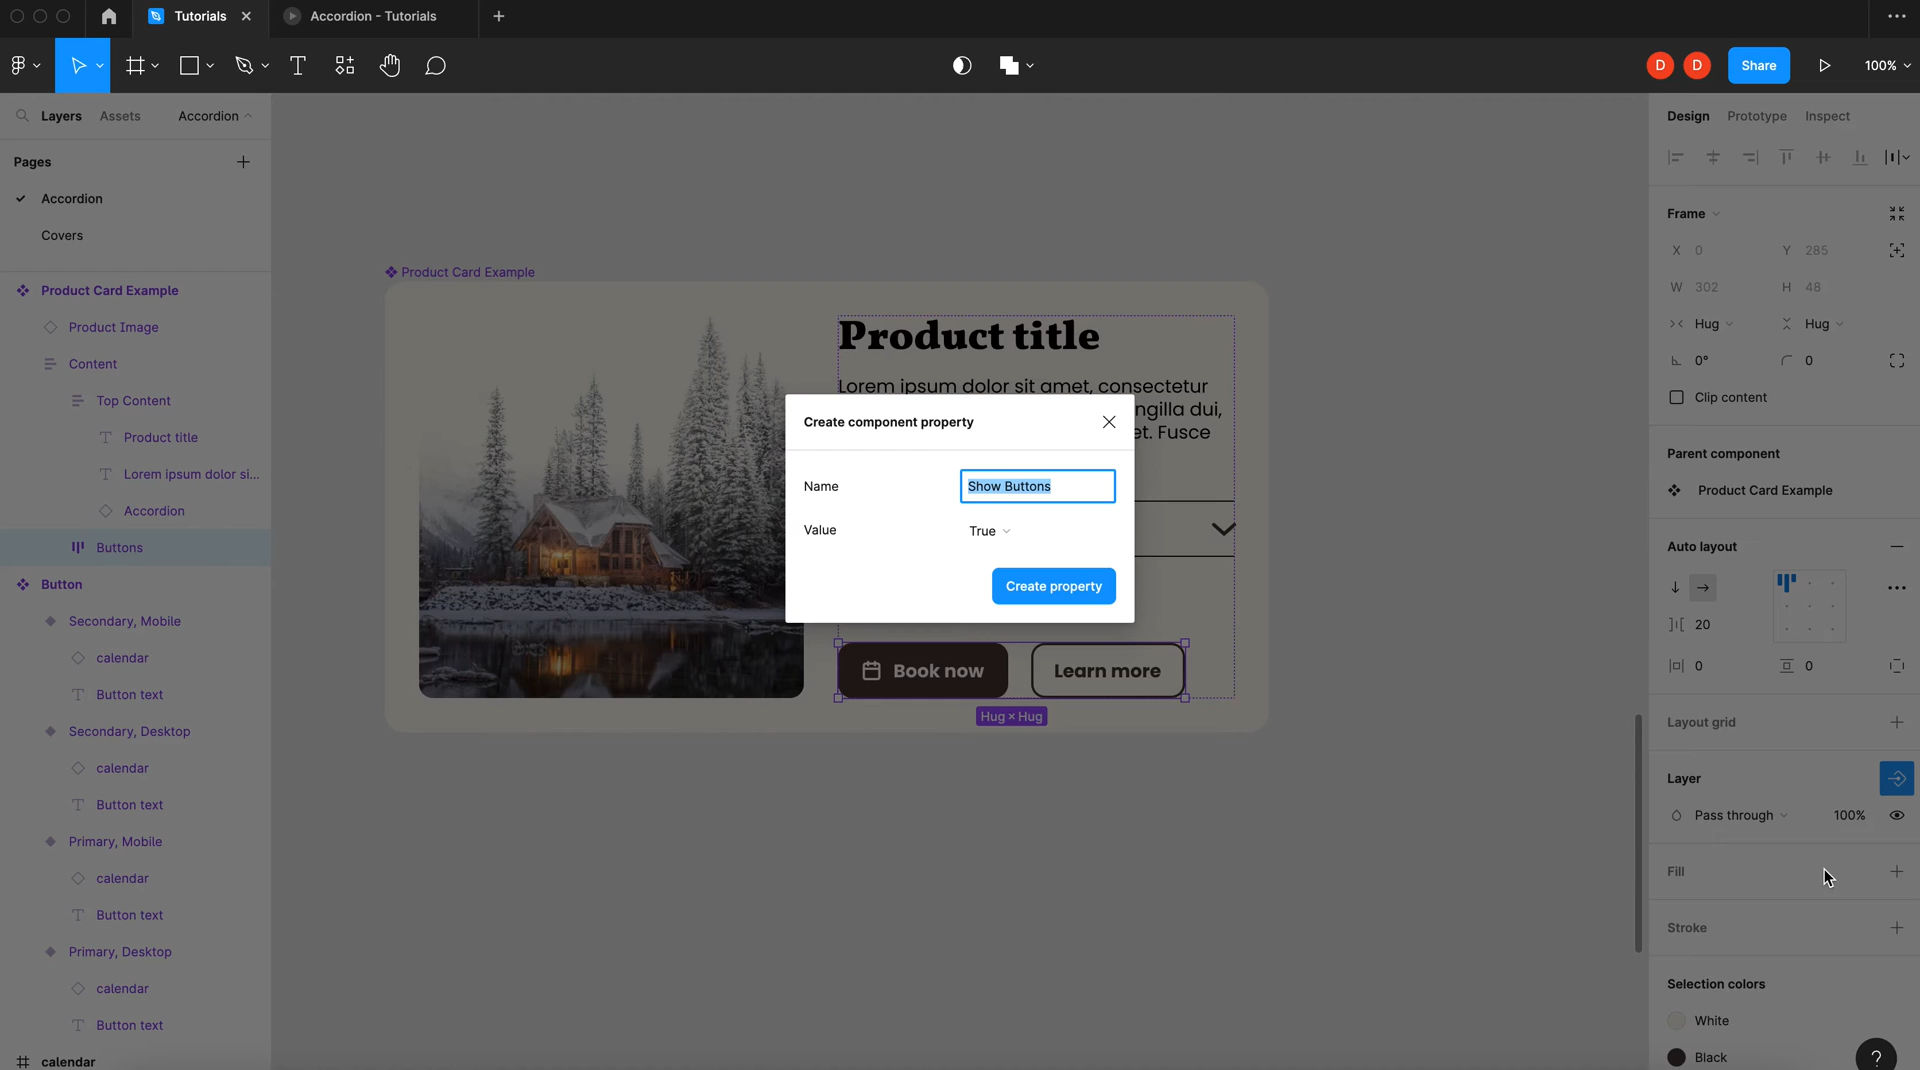 Tutorials
Accordion - Tutorials
D
D
Share
100%
Layers
Assets
Accordion
Pages
Accordion
Covers
Product Card Example
Product Image
Content
Top Content
Product title
Lorem ipsum dolor si...
Accordion
Buttons
Button
Secondary, Mobile
calendar
Button text
Secondary, Desktop
calendar
Button text
Primary, Mobile
calendar
Button text
Primary, Desktop
calendar
Button text
calendar
Product Card Example
Product title
Lorem ipsum dolor sit amet, consectetur
ngilla dui,
et. Fusce
Create component property
Name
Show Buttons
Value
True
Create property
Book now
Learn more
Hug × Hug
Design
Prototype
Inspect
Frame
X 0
Y 285
W 302
H 48
Hug
Hug
0°
0
Clip content
Parent component
Product Card Example
Auto layout
20
0
0
Layout grid
Layer
Pass through
100%
Fill
Stroke
Selection colors
White
Black
?